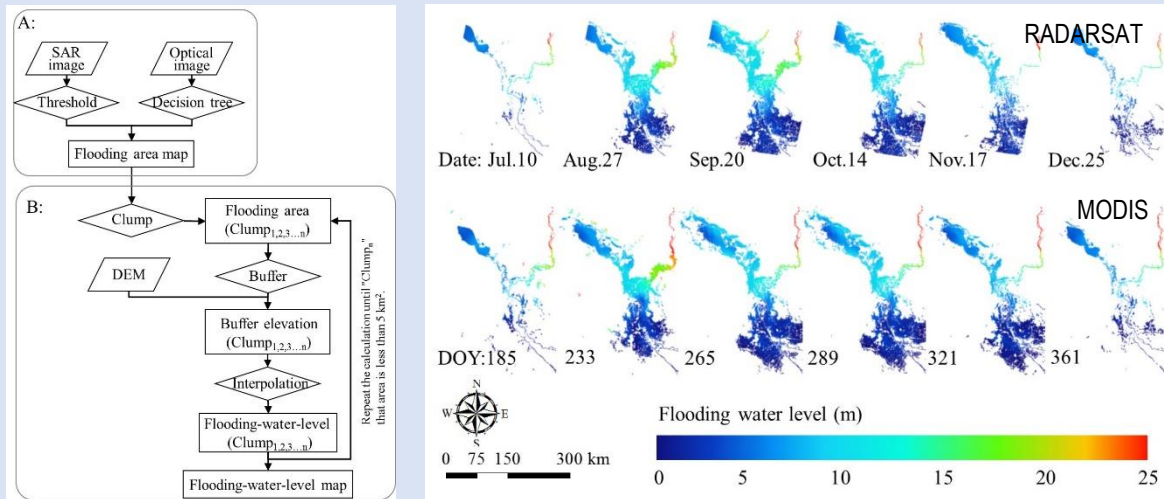 A:
SAR
image
Optical
image
Threshold
Decision tree
Flooding area map
B:
Clump
Flooding area
(Clump1,2,3…n)
DEM
Buffer
Buffer elevation
(Clump1,2,3…n)
Interpolation
Flooding-water-level
(Clump1,2,3…n)
Flooding-water-level map
Repeat the calculation until "Clumpn"
that area is less than 5 km².
RADARSAT
Date: Jul.10 Aug.27 Sep.20 Oct.14 Nov.17 Dec.25
MODIS
DOY:185 233 265 289 321 361
N
W E
S
0 75 150 300 km
Flooding water level (m)
0 5 10 15 20 25